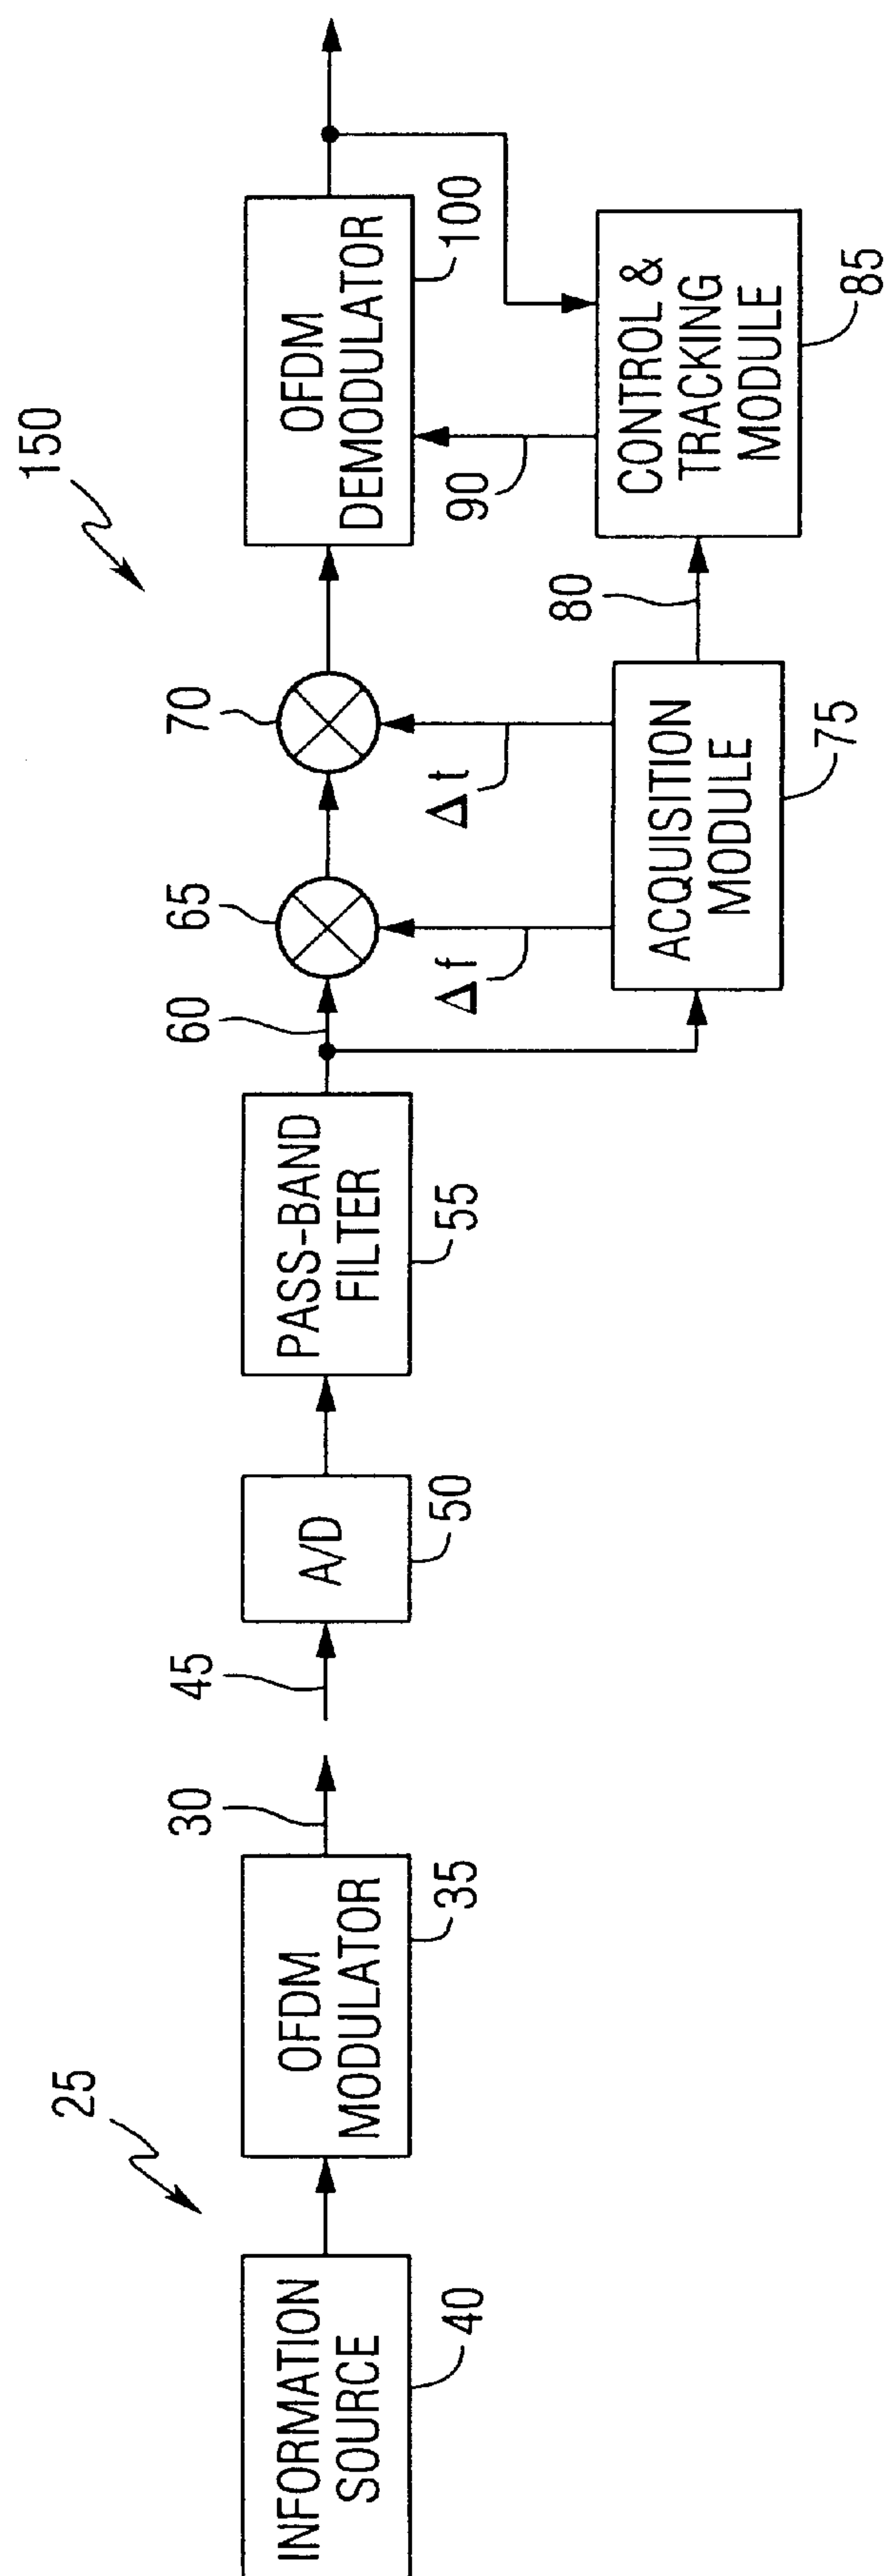 25
INFORMATION
SOURCE
40
OFDM
MODULATOR
35
30
45
A/D
50
PASS-BAND
FILTER
55
60
65
70
Δf
Δt
ACQUISITION
MODULE
75
80
150
OFDM
DEMODULATOR
100
90
CONTROL &
TRACKING
MODULE
85